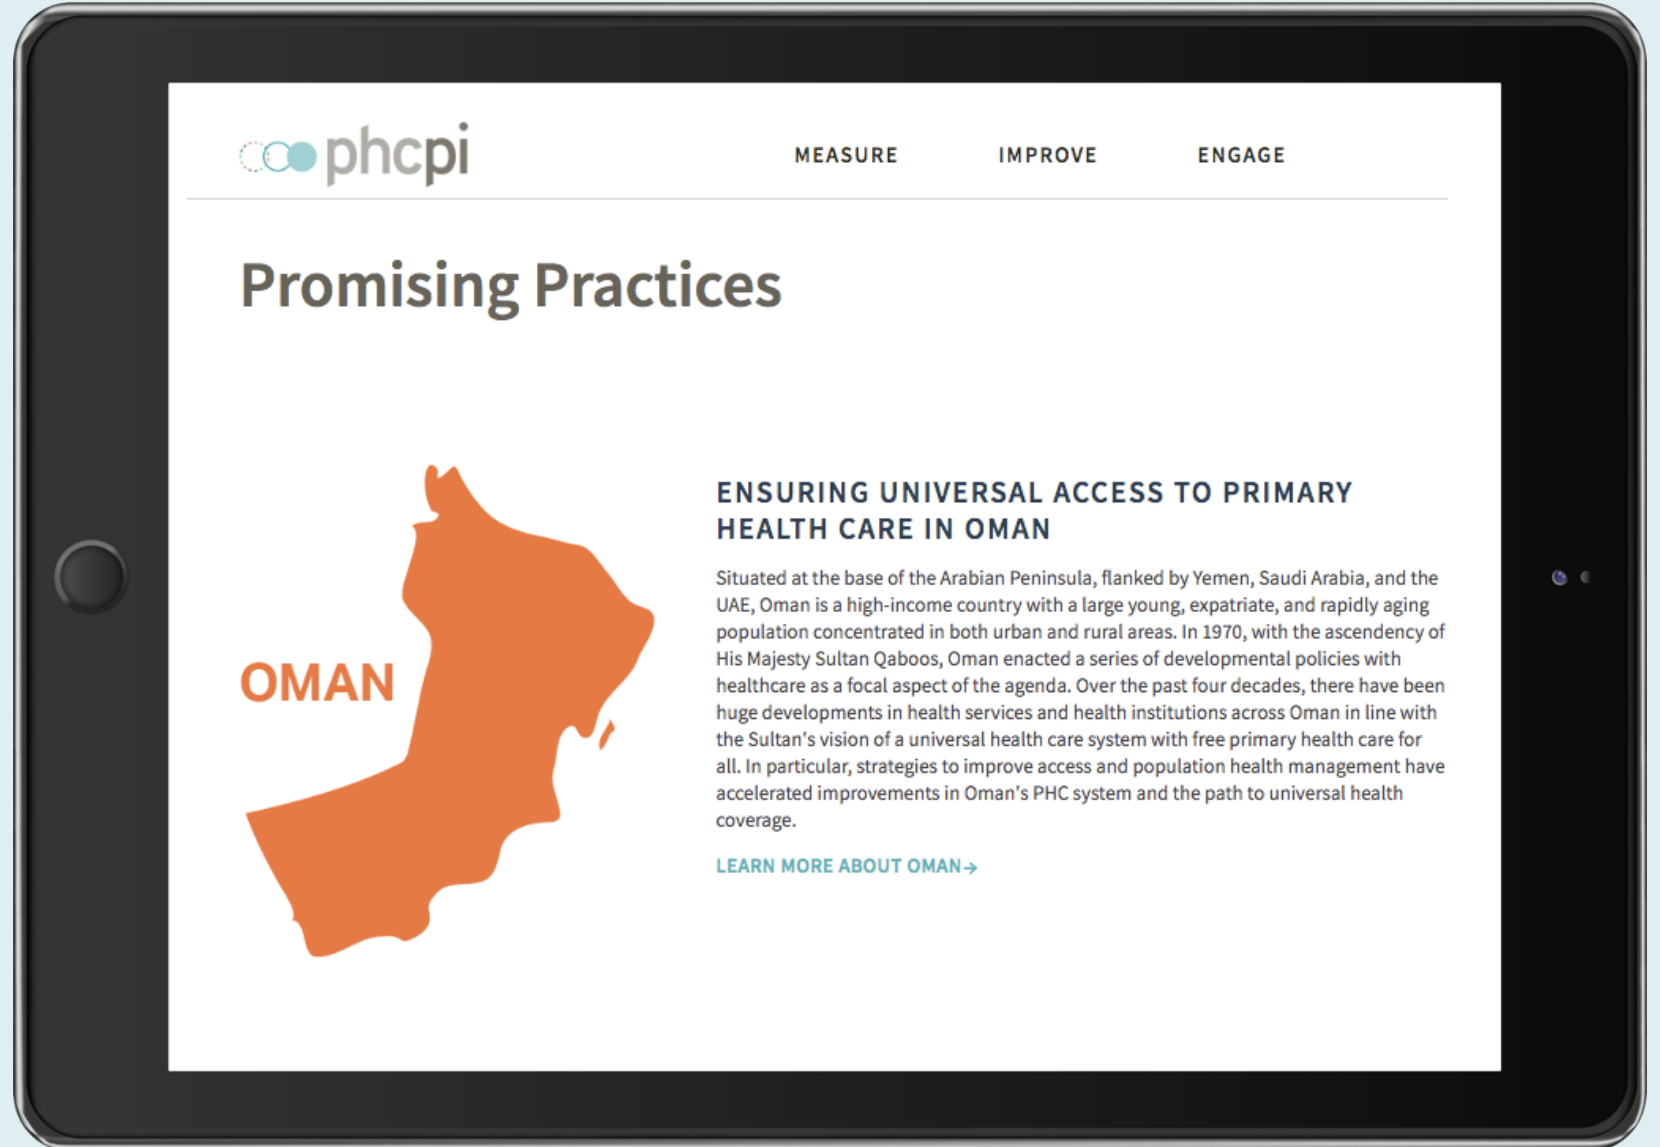 phcpi
MEASURE IMPROVE ENGAGE
Promising Practices
OMAN
ENSURING UNIVERSAL ACCESS TO PRIMARY
HEALTH CARE IN OMAN
Situated at the base of the Arabian Peninsula, flanked by Yemen, Saudi Arabia, and the
UAE, Oman is a high-income country with a large young, expatriate, and rapidly aging
population concentrated in both urban and rural areas. In 1970, with the ascendency of
His Majesty Sultan Qaboos, Oman enacted a series of developmental policies with
healthcare as a focal aspect of the agenda. Over the past four decades, there have been
huge developments in health services and health institutions across Oman in line with
the Sultan's vision of a universal health care system with free primary health care for
all. In particular, strategies to improve access and population health management have
accelerated improvements in Oman's PHC system and the path to universal health
coverage.
LEARN MORE ABOUT OMAN→